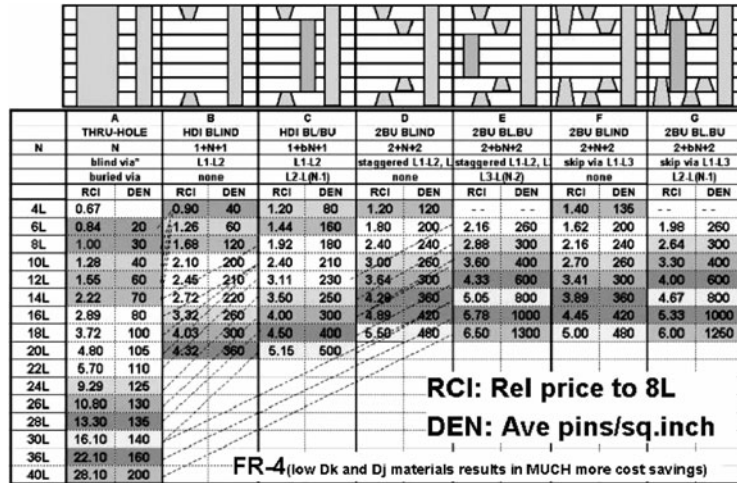 A B C D E F G
THRU-HOLE HDI BLIND HDI BL/BU 2BU BLIND 2BU BL.BU 2BU BLIND 2BU BL.BU
N N 1+N+1 1+bN+1 2+N+2 2+bN+2 2+N+2 2+bN+2
blind via" L1-L2 L1-L2 staggered L1-L2, L staggered L1-L2, L skip via L1-L3 skip via L1-L3
buried via none L2-L(N-1) none L3-L(N-2) none L2-L(N-1)
RCI DEN RCI DEN RCI DEN RCI DEN RCI DEN RCI DEN RCI DEN
4L 0.67 0.90 40 1.20 80 1.20 120 - - - - 1.40 135 - - - -
6L 0.84 20 1.26 60 1.44 160 1.80 200 2.16 260 1.62 200 1.98 260
8L 1.00 30 1.68 120 1.92 180 2.40 240 2.88 300 2.16 240 2.64 300
10L 1.28 40 2.10 200 2.40 210 3.00 260 3.60 400 2.70 260 3.30 400
12L 1.55 60 2.45 210 3.11 230 3.54 300 4.33 600 3.41 300 4.00 600
14L 2.22 70 2.72 220 3.50 250 4.20 360 5.05 800 3.89 360 4.67 800
16L 2.89 80 3.32 260 4.00 300 4.89 420 5.78 1000 4.45 420 5.33 1000
18L 3.72 100 4.03 300 4.50 400 5.50 480 6.50 1300 5.00 480 6.00 1250
20L 4.80 105 4.32 360 5.15 500
22L 5.70 110
24L 9.29 125
26L 10.80 130
28L 13.30 135
30L 16.10 140
36L 22.10 160
40L 28.10 200
RCI: Rel price to 8L
DEN: Ave pins/sq.inch
FR-4(low Dk and Dj materials results in MUCH more cost savings)